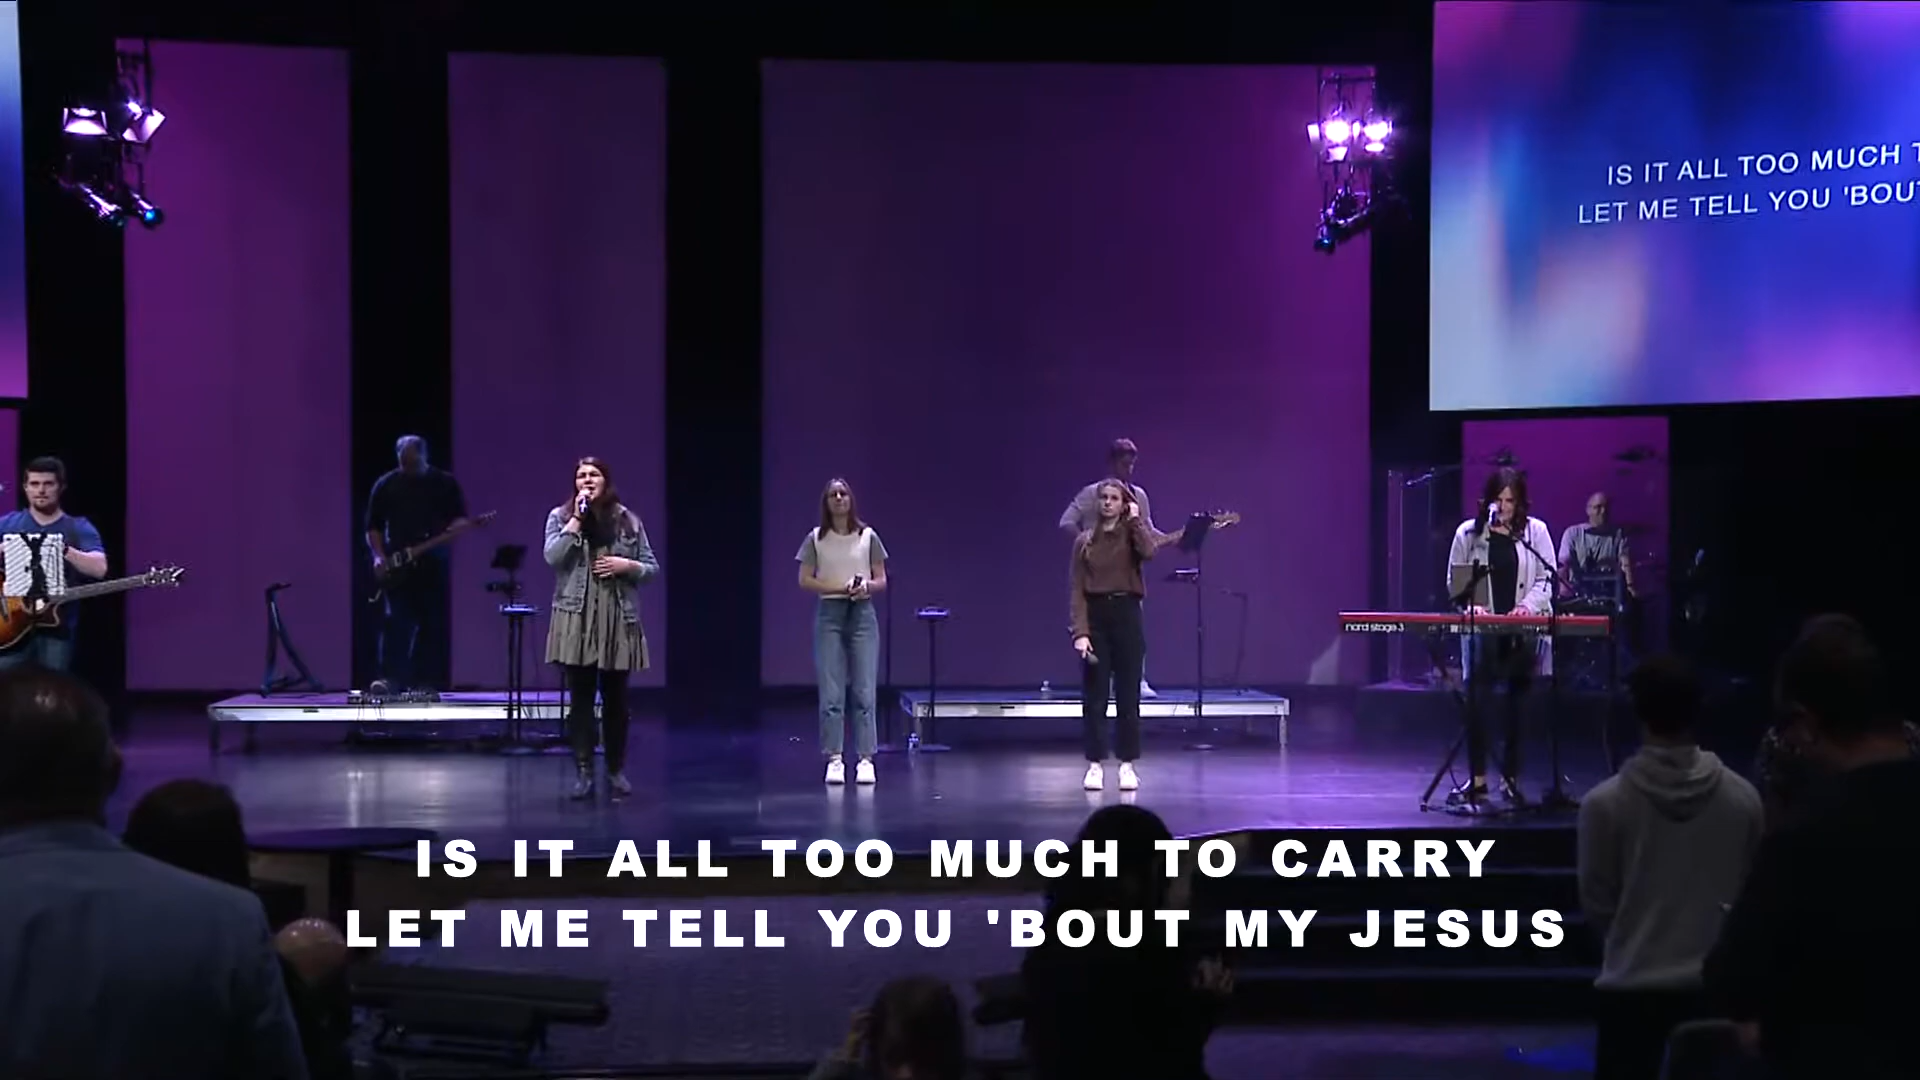 IS IT ALL TOO MUCH
LET ME TELL YOU 'BOUT
nord stage 3
IS IT ALL TOO MUCH TO CARRY
LET ME TELL YOU 'BOUT MY JESUS